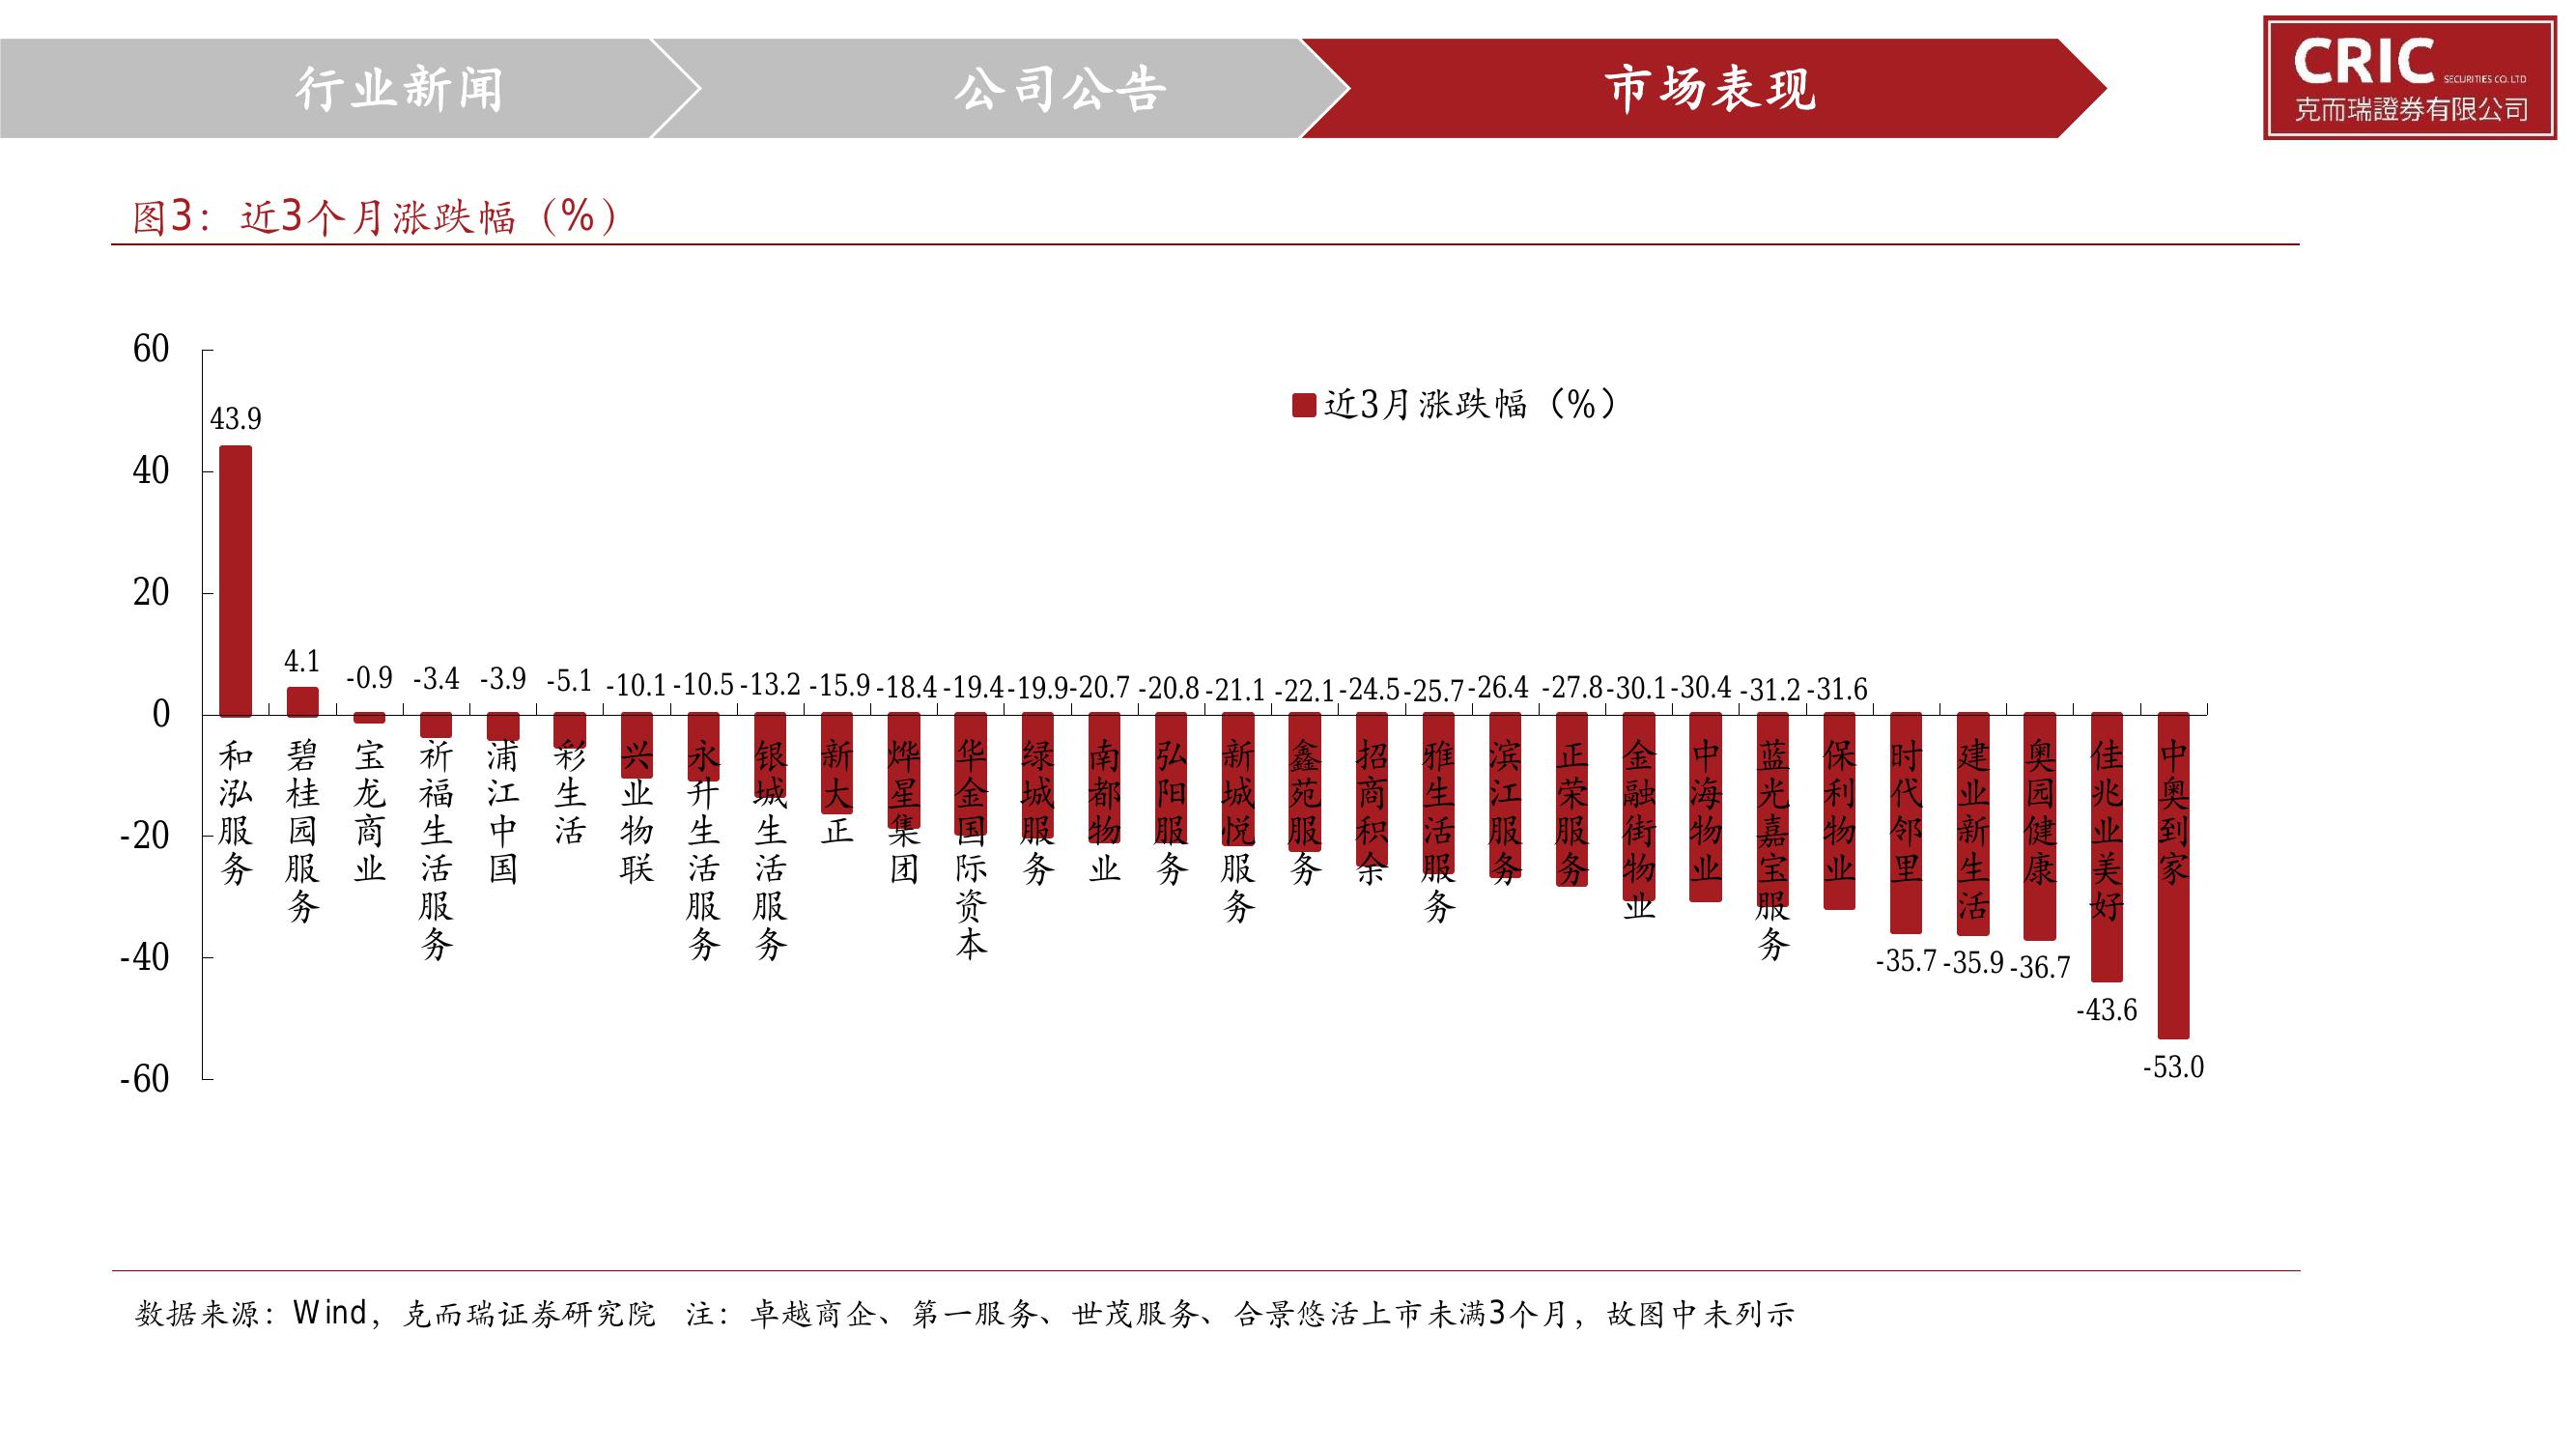 行业新闻
公司公告
市场表现
CRIC SECURITIES CO. LTD
克而瑞證券有限公司
图3：近3个月涨跌幅（%）
近3月涨跌幅（%）
60
40
20
0
-20
-40
-60
43.9
4.1
-0.9
-3.4
-3.9
-5.1
-10.1
-10.5
-13.2
-15.9
-18.4
-19.4
-19.9
-20.7
-20.8
-21.1
-22.1
-24.5
-25.7
-26.4
-27.8
-30.1
-30.4
-31.2
-31.6
-35.7
-35.9
-36.7
-43.6
-53.0
和泓服务
碧桂园服务
宝龙商业
祈福生活服务
浦江中国
彩生活
兴业物联
永升生活服务
银城生活服务
新大正
烨星集团
华金国际资本
绿城服务
南都物业
弘阳服务
新城悦服务
鑫苑服务
招商积余
雅生活服务
滨江服务
正荣服务
金融街物业
中海物业
蓝光嘉宝服务
保利物业
时代邻里
建业新生活
奥园健康
佳兆业美好
中奥到家
数据来源：Wind，克而瑞证券研究院 注：卓越商企、第一服务、世茂服务、合景悠活上市未满3个月，故图中未列示